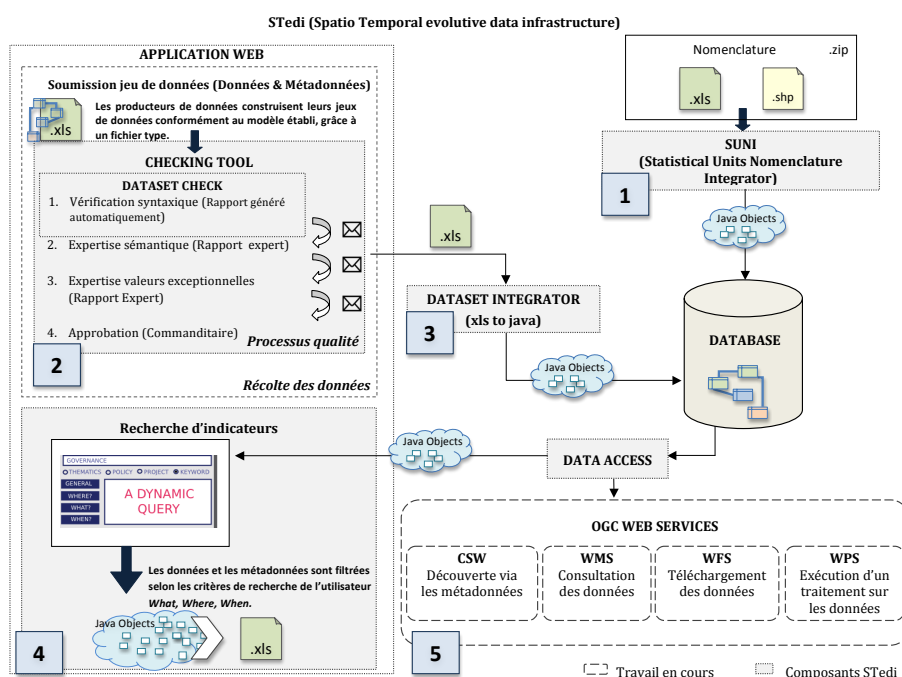 STedi (Spatio Temporal evolutive data infrastructure)
APPLICATION WEB
Soumission jeu de données (Données & Métadonnées)
.xls
Les producteurs de données construisent leurs jeux
de données conformément au modèle établi, grâce à
un fichier type.
CHECKING TOOL
DATASET CHECK
1. Vérification syntaxique (Rapport généré
automatiquement)
2. Expertise sémantique (Rapport expert)
3. Expertise valeurs exceptionnelles
(Rapport Expert)
4. Approbation (Commanditaire)
Processus qualité
2
Récolte des données
Nomenclature .zip
.xls
.shp
SUNI
(Statistical Units Nomenclature
Integrator)
1
Java Objects
.xls
DATASET INTEGRATOR
(xls to java)
3
Java Objects
DATABASE
Recherche d'indicateurs
GOVERNANCE
THEMATICS POLICY PROJECT KEYWORD
GENERAL
WHERE?
WHAT?
WHEN?
A DYNAMIC
QUERY
Java Objects
DATA ACCESS
Les données et les métadonnées sont filtrées
selon les critères de recherche de l'utilisateur
What, Where, When.
Java Objects
.xls
4
OGC WEB SERVICES
CSW
Découverte via
les métadonnées
WMS
Consultation
des données
WFS
Téléchargement
des données
WPS
Exécution d'un
traitement sur
les données
5
Travail en cours
Composants STedi